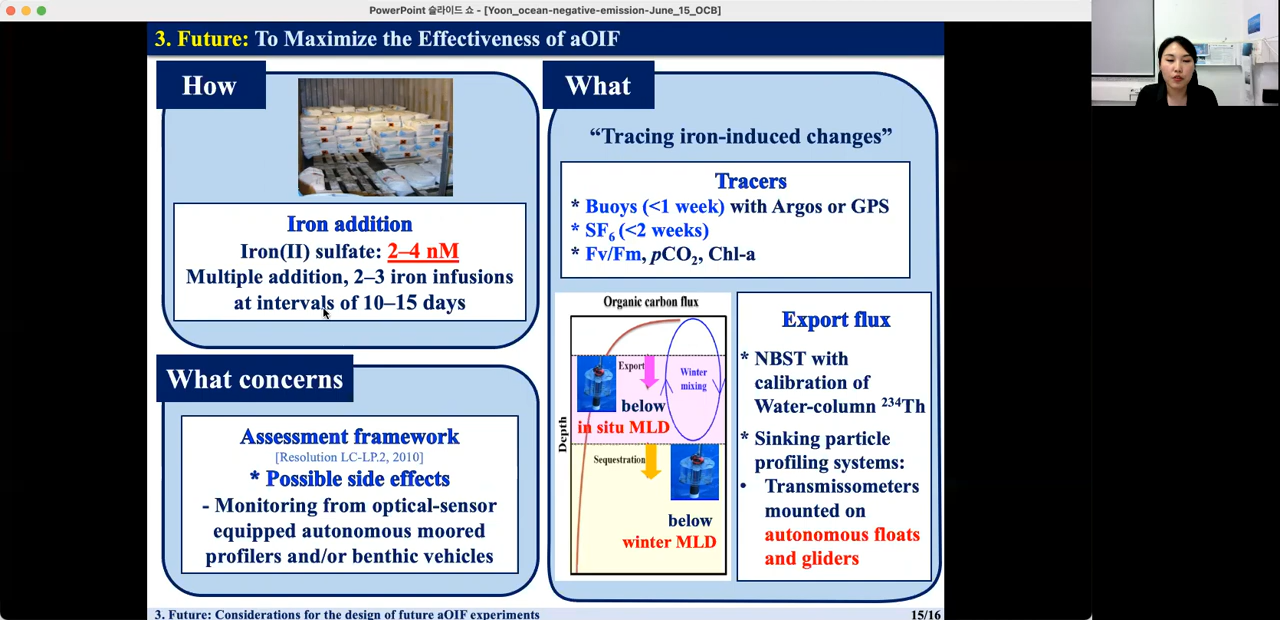 PowerPoint 슬라이드 쇼 - [Yoon_ocean-negative-emission-June_15_OCB]
3. Future: To Maximize the Effectiveness of aOIF
How
Iron addition
Iron(II) sulfate: 2–4 nM
Multiple addition, 2–3 iron infusions
at intervals of 10–15 days
What concerns
Assessment framework
[Resolution LC-LP.2, 2010]
* Possible side effects
- Monitoring from optical-sensor
equipped autonomous moored
profilers and/or benthic vehicles
What
“Tracing iron-induced changes”
Tracers
* Buoys (<1 week) with Argos or GPS
* SF6 (<2 weeks)
* Fv/Fm, pCO2, Chl-a
Organic carbon flux
Depth
Export
Winter
mixing
below
in situ MLD
Sequestration
below
winter MLD
Export flux
* NBST with
calibration of
Water-column 234Th
* Sinking particle
profiling systems:
• Transmissometers
mounted on
autonomous floats
and gliders
3. Future: Considerations for the design of future aOIF experiments
15/16